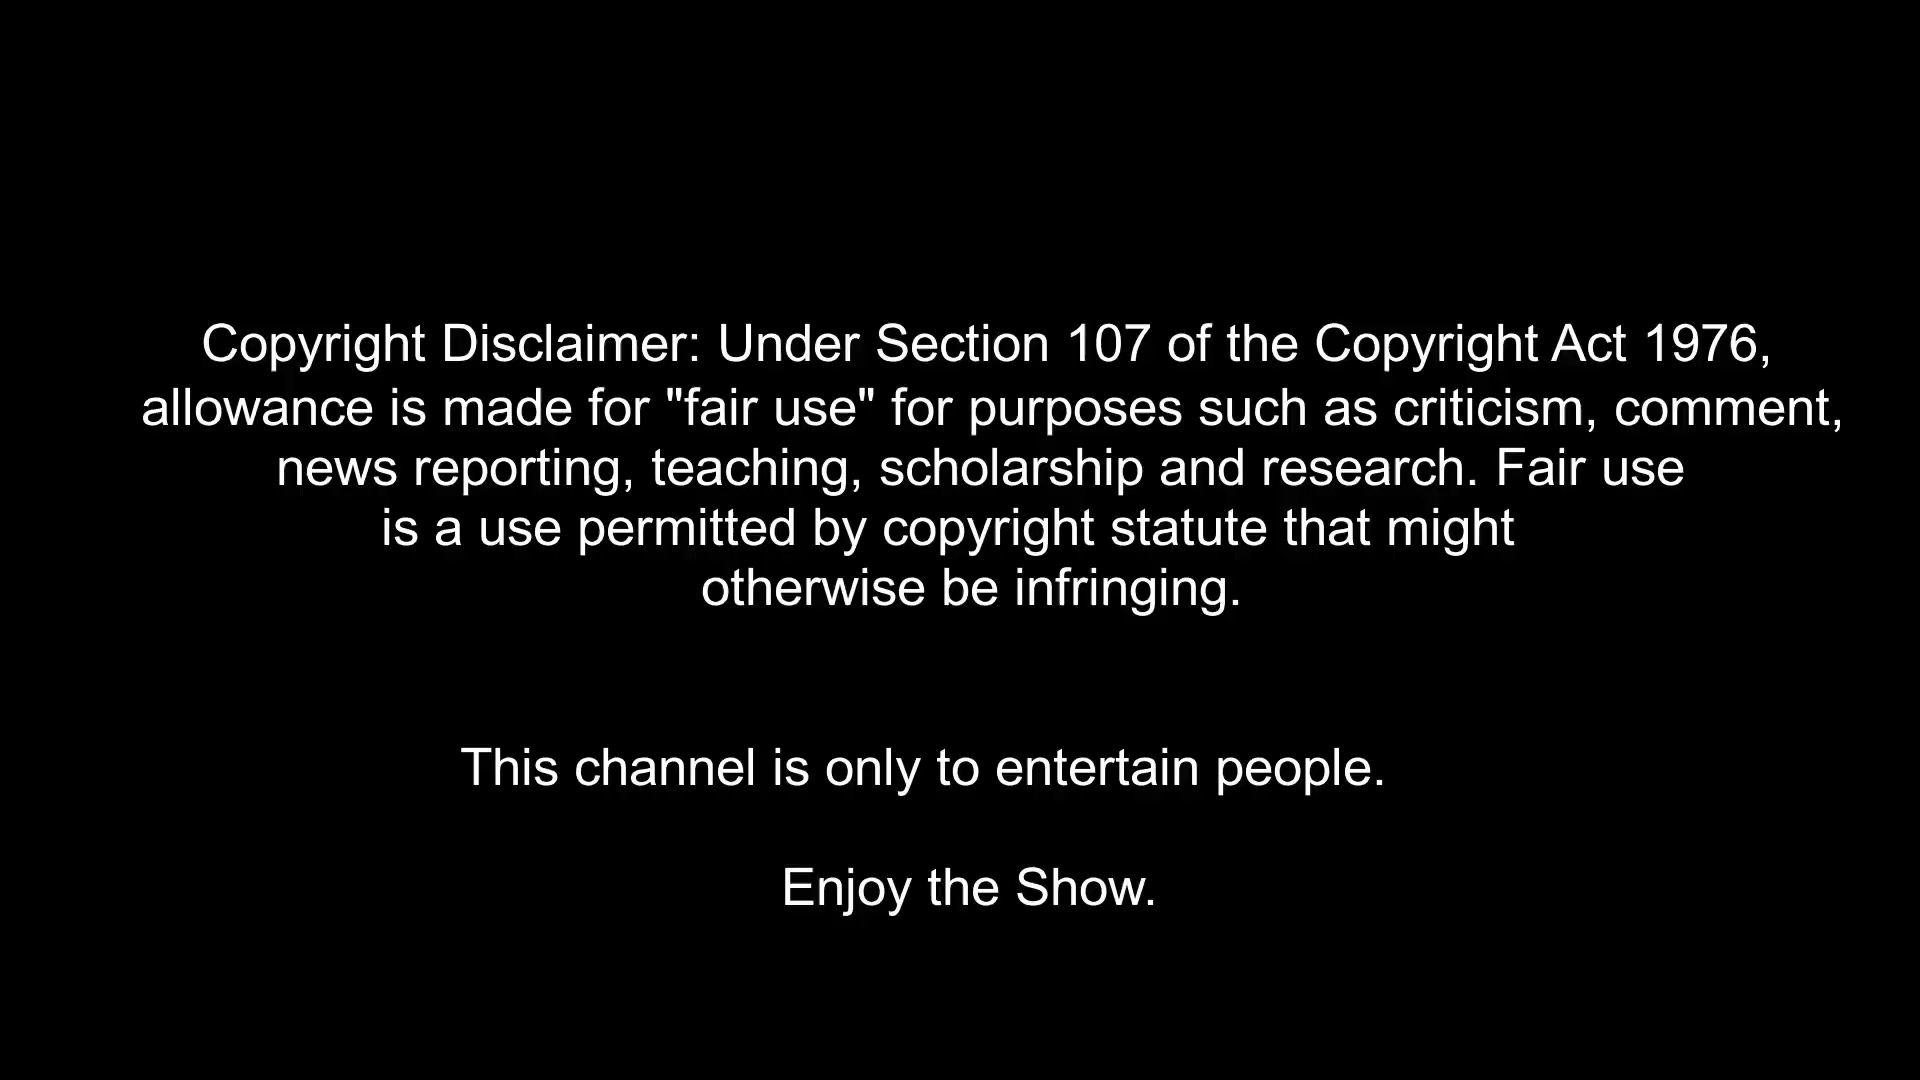 Copyright Disclaimer: Under Section 107 of the Copyright Act 1976,
allowance is made for "fair use" for purposes such as criticism, comment,
news reporting, teaching, scholarship and research. Fair use
is a use permitted by copyright statute that might
otherwise be infringing.
This channel is only to entertain people.
Enjoy the Show.